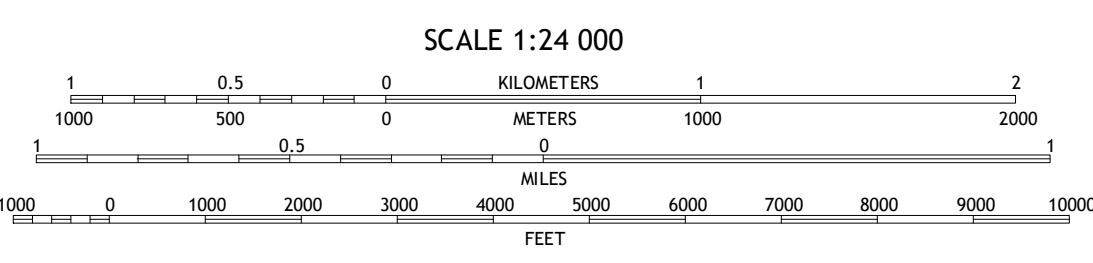 SCALE 1:24 000
1 0.5 0 KILOMETERS 1 2
1000 500 0 METERS 1000 2000
1 0.5 0 1
MILES
1000 0 1000 2000 3000 4000 5000 6000 7000 8000 9000 10000
FEET